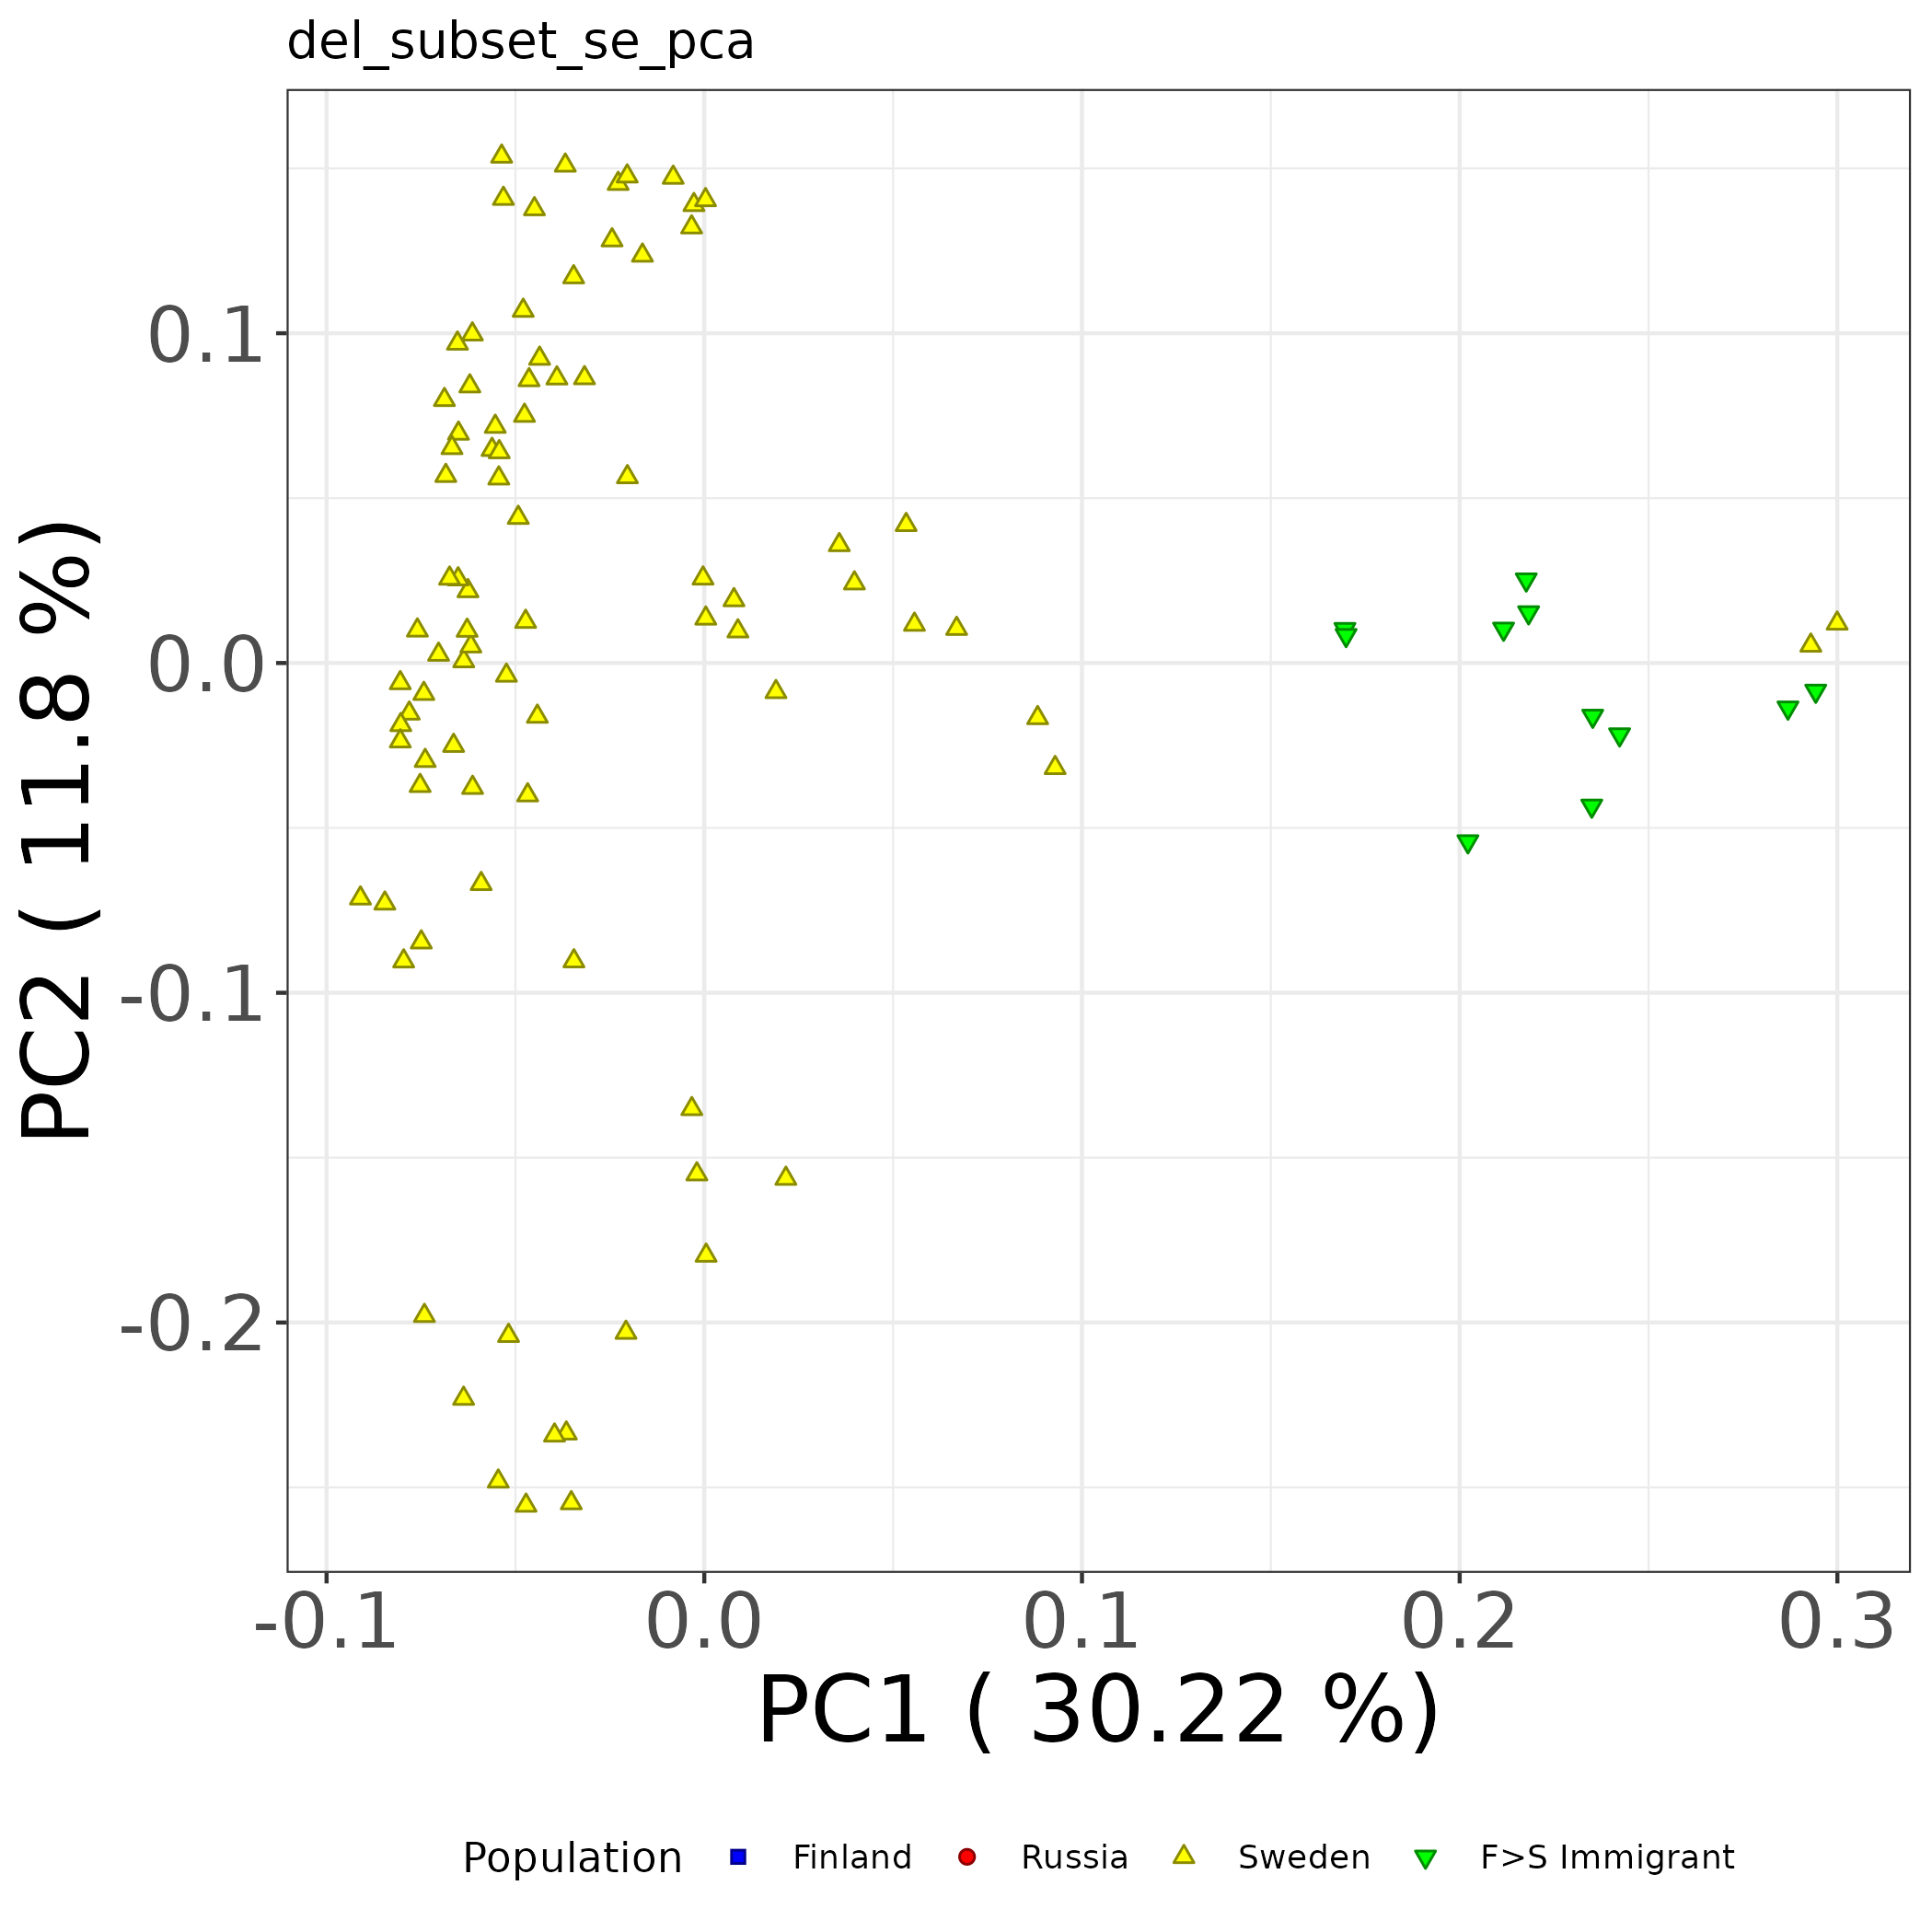 del_subset_se_pca
0.1
0.0
-0.1
-0.2
PC2 ( 11.8 %)
-0.1 0.0 0.1 0.2 0.3
PC1 ( 30.22 %)
Population Finland Russia Sweden F>S Immigrant